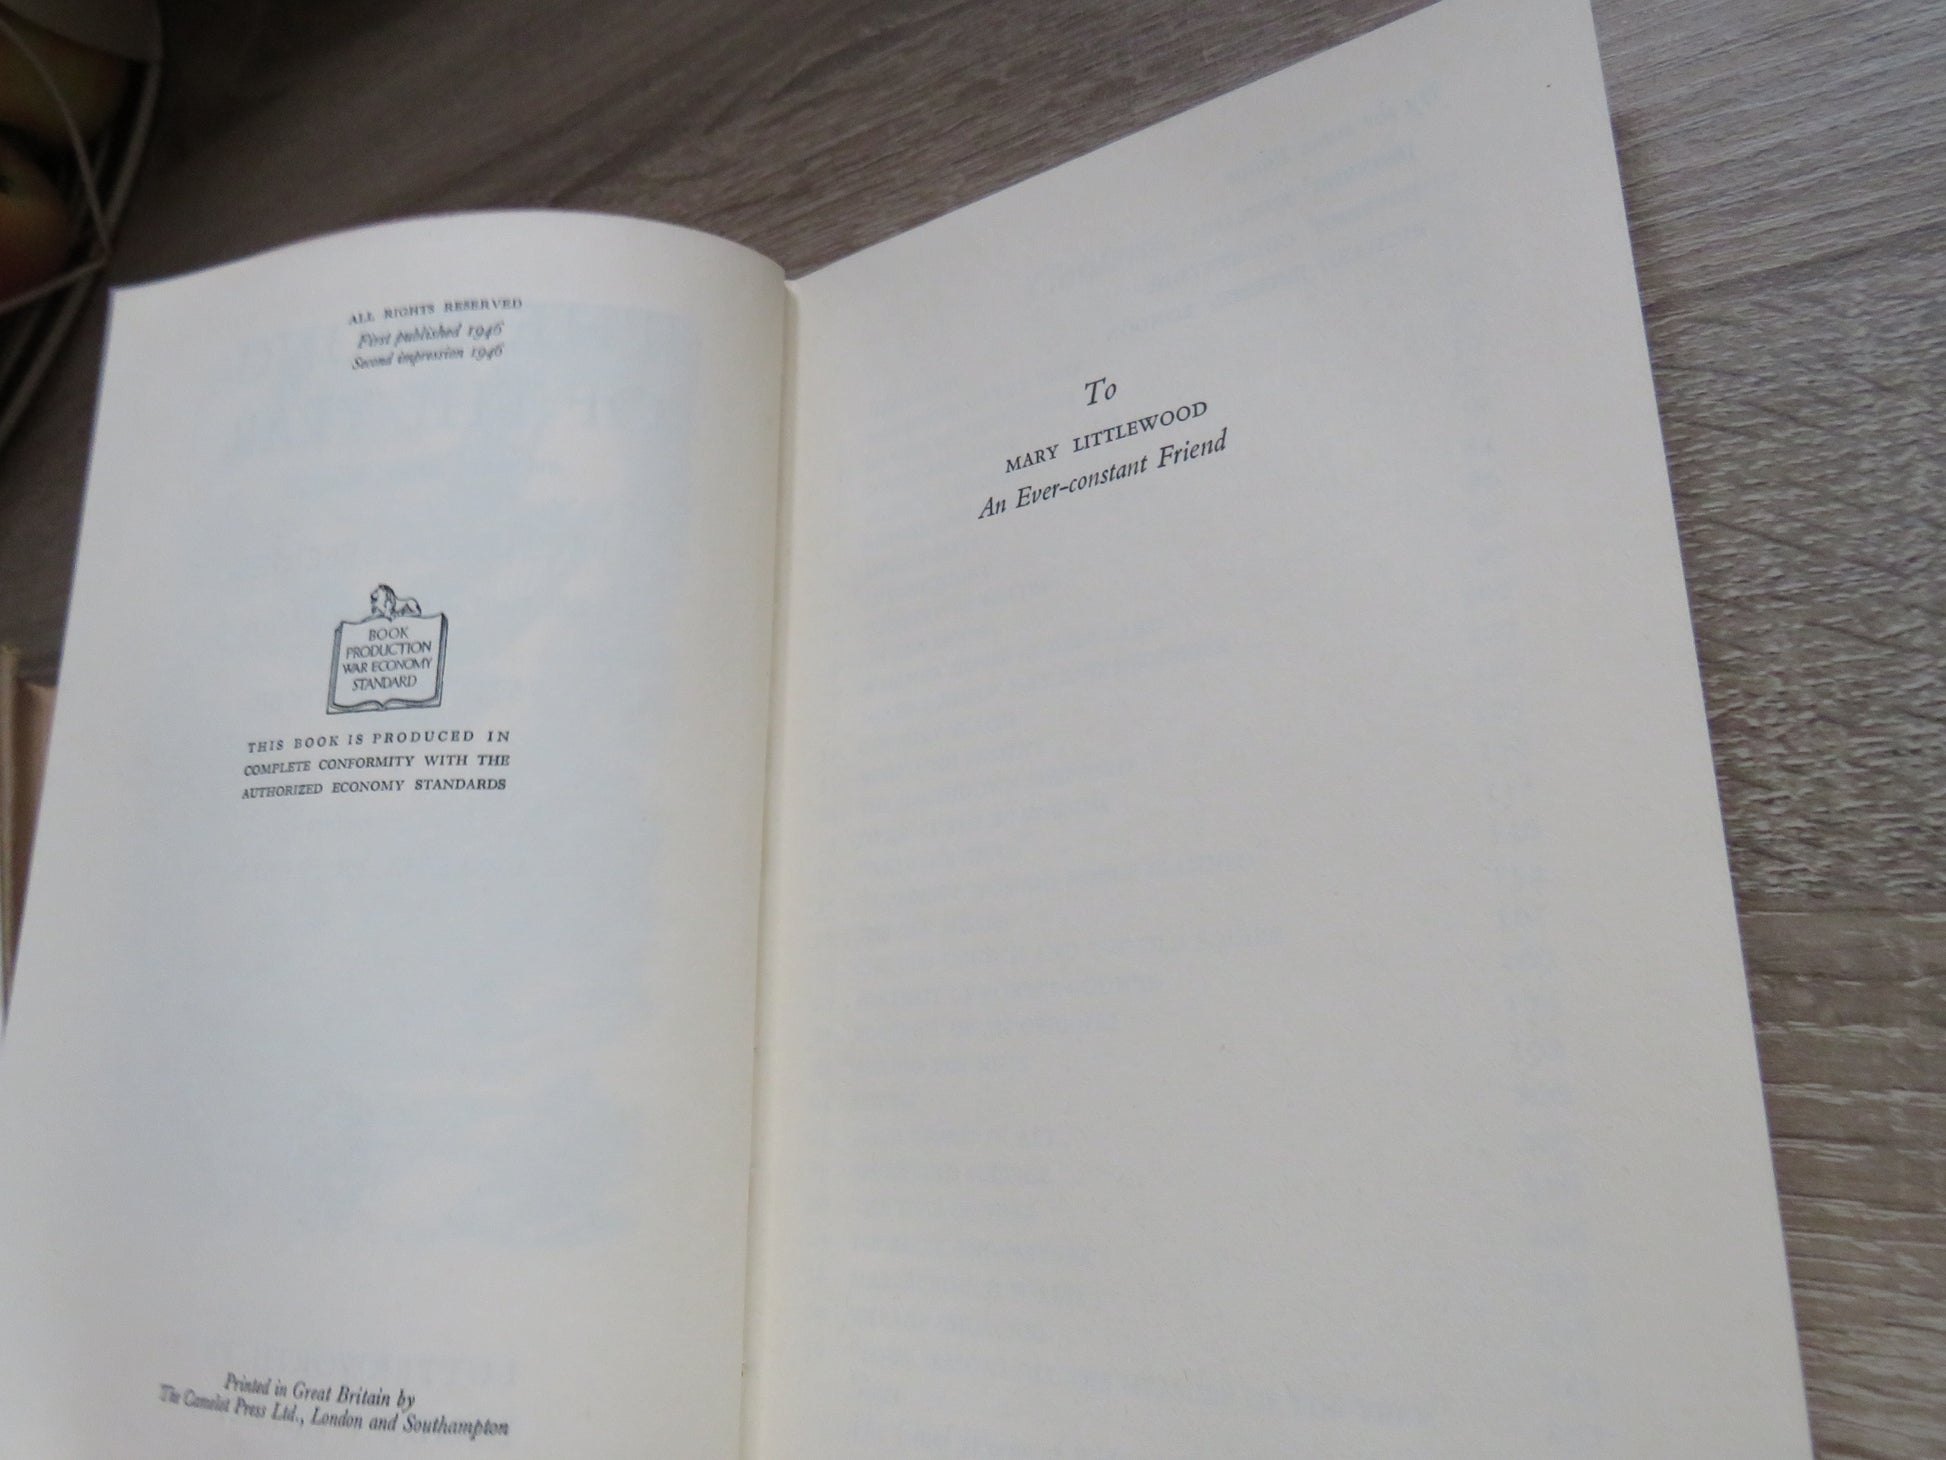 ALL RIGHTS RESERVED
First published 1946
Second impression 1946
BOOK
PRODUCTION
WAR ECONOMY
STANDARD
THIS BOOK IS PRODUCED IN
COMPLETE CONFORMITY WITH THE
AUTHORIZED ECONOMY STANDARDS
Printed in Great Britain by
The Camelot Press Ltd., London and Southampton
To
MARY LITTLEWOOD
An Ever-constant Friend